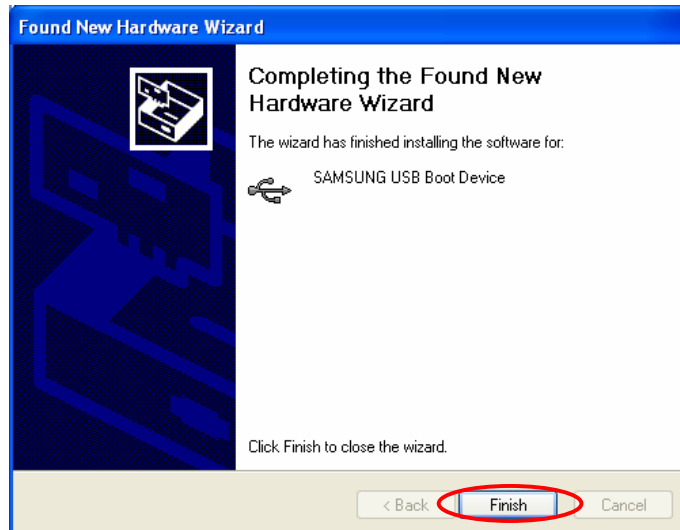 Found New Hardware Wizard
Completing the Found New
Hardware Wizard
The wizard has finished installing the software for:
SAMSUNG USB Boot Device
Click Finish to close the wizard.
< Back
Finish
Cancel